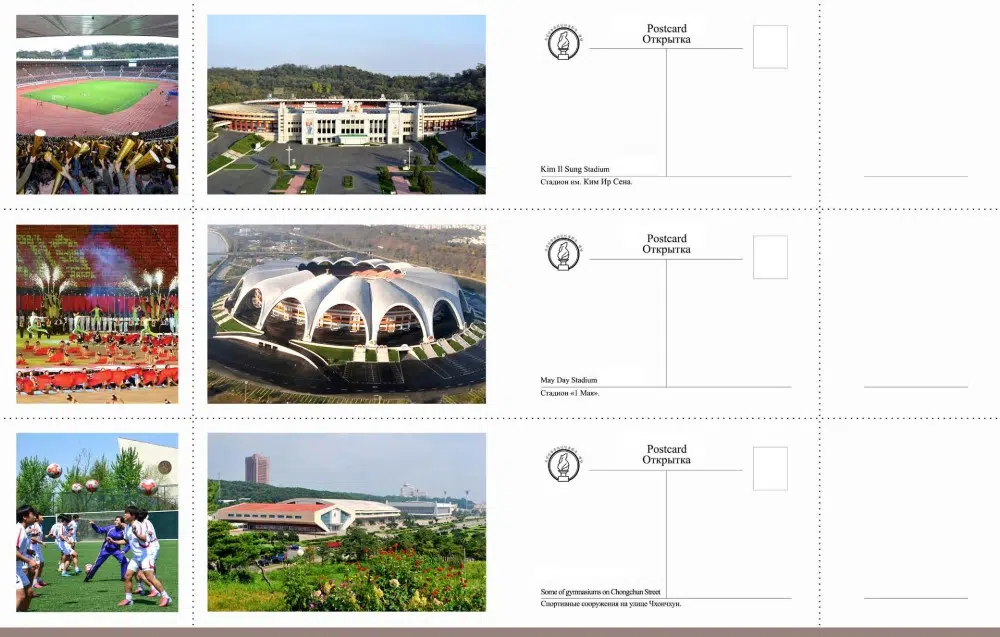 Postcard
Открытка
Kim Il Sung Stadium
Стадион им. Ким Ир Сена.
Postcard
Открытка
May Day Stadium
Стадион «1 Мая».
Postcard
Открытка
Some of gymnasiums on Chongchun Street
Спортивные сооружения на улице Чхончхун.